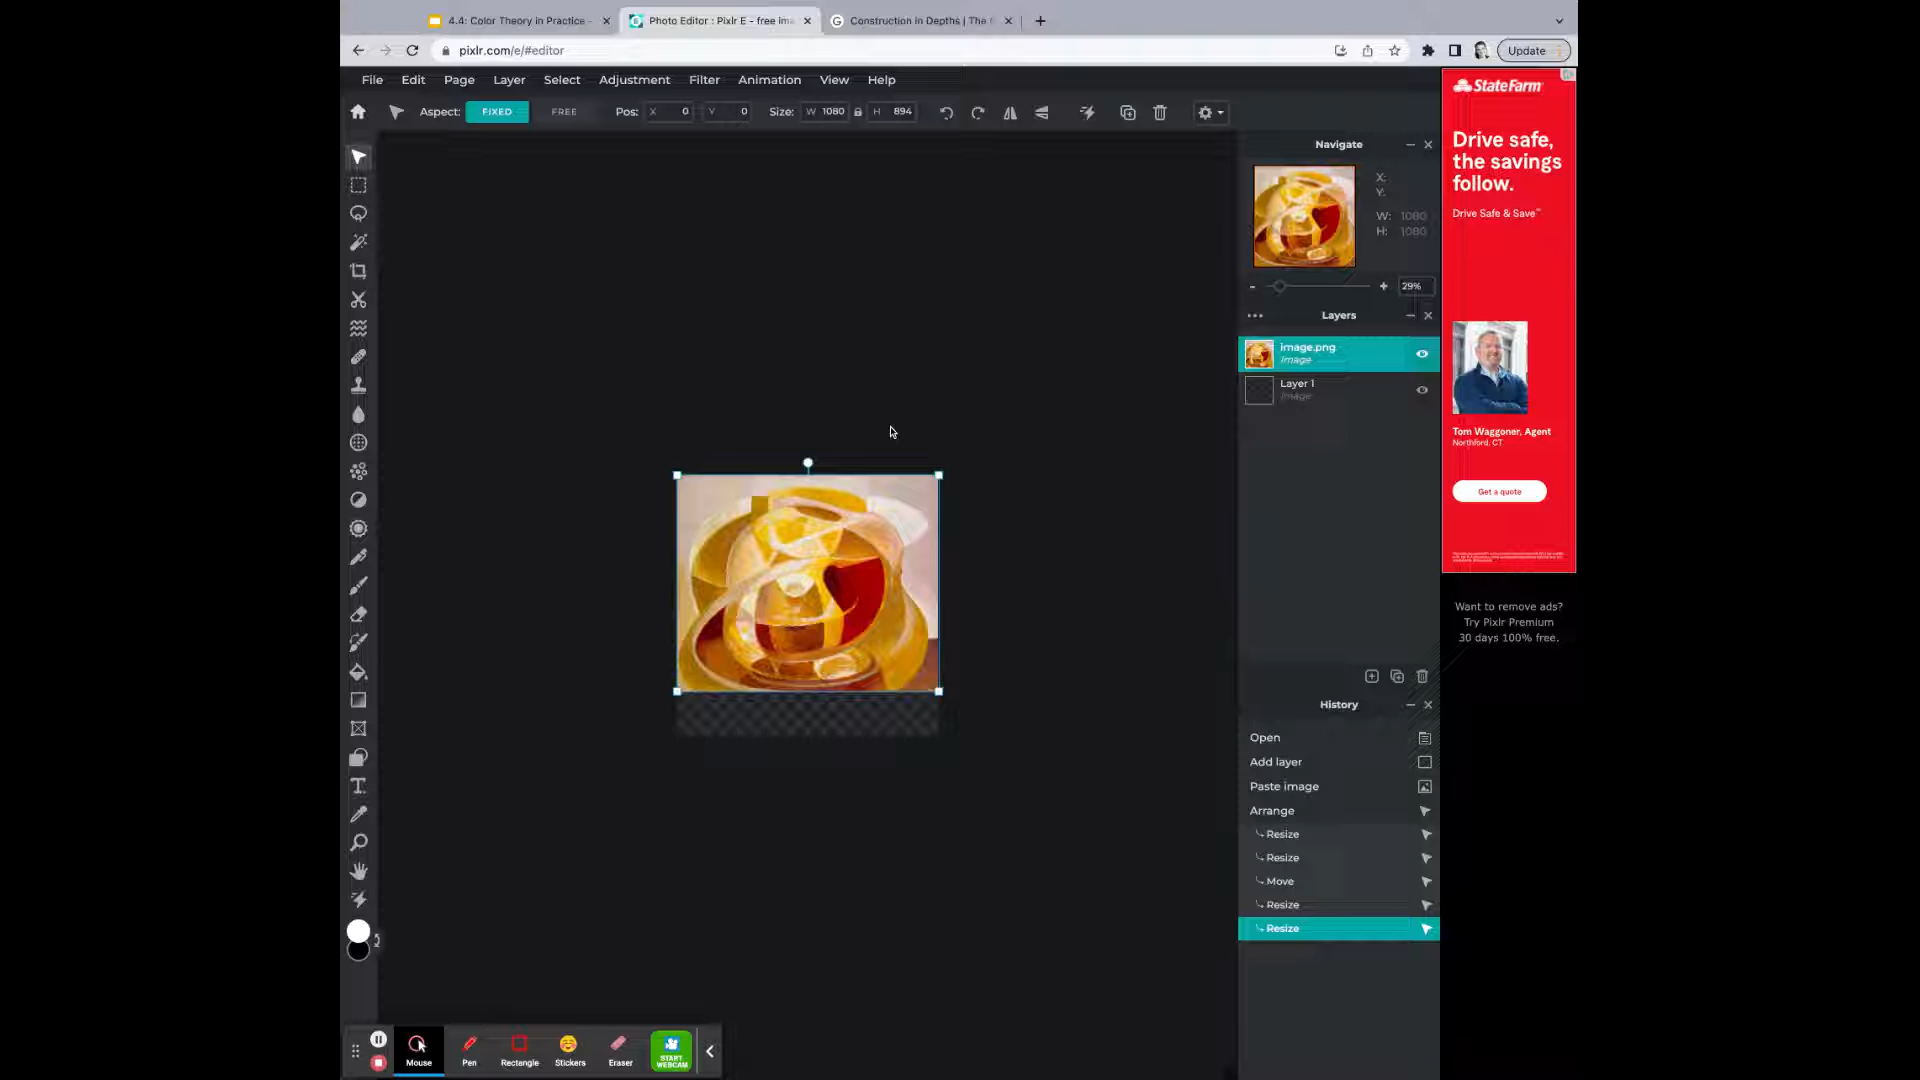 4.4: Color Theory in Practice -
Photo Editor : Pixlr E - free ima
Construction in Depths | The
pixlr.com/e/#editor
Update
File Edit Page Layer Select Adjustment Filter Animation View Help
Aspect: FIXED FREE Pos: X 0 Y 0 Size: W 1080 H 894
Navigate
X:
Y:
W: 1080
H: 1080
29%
Layers
image.png
Image
Layer 1
Image
History
Open
Add layer
Paste image
Arrange
Resize
Resize
Move
Resize
Resize
StateFarm
Drive safe,
the savings
follow.
Drive Safe & Save™
Tom Waggoner, Agent
Northford, CT
Get a quote
Want to remove ads?
Try Pixlr Premium
30 days 100% free.
Mouse Pen Rectangle Stickers Eraser START
WEBCAM